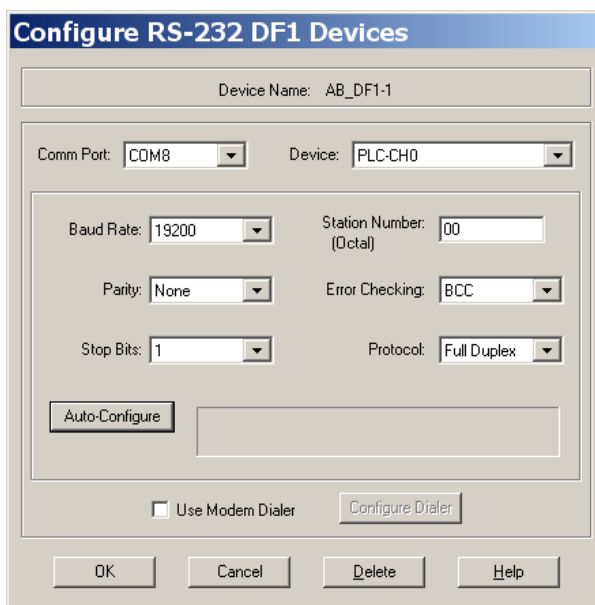 Configure RS-232 DF1 Devices
Device Name: AB_DF1-1
Comm Port: COM8 Device: PLC-CH0
Baud Rate: 19200 Station Number: 00
(Octal)
Parity: None Error Checking: BCC
Stop Bits: 1 Protocol: Full Duplex
Auto-Configure
Use Modem Dialer Configure Dialer
OK Cancel Delete Help